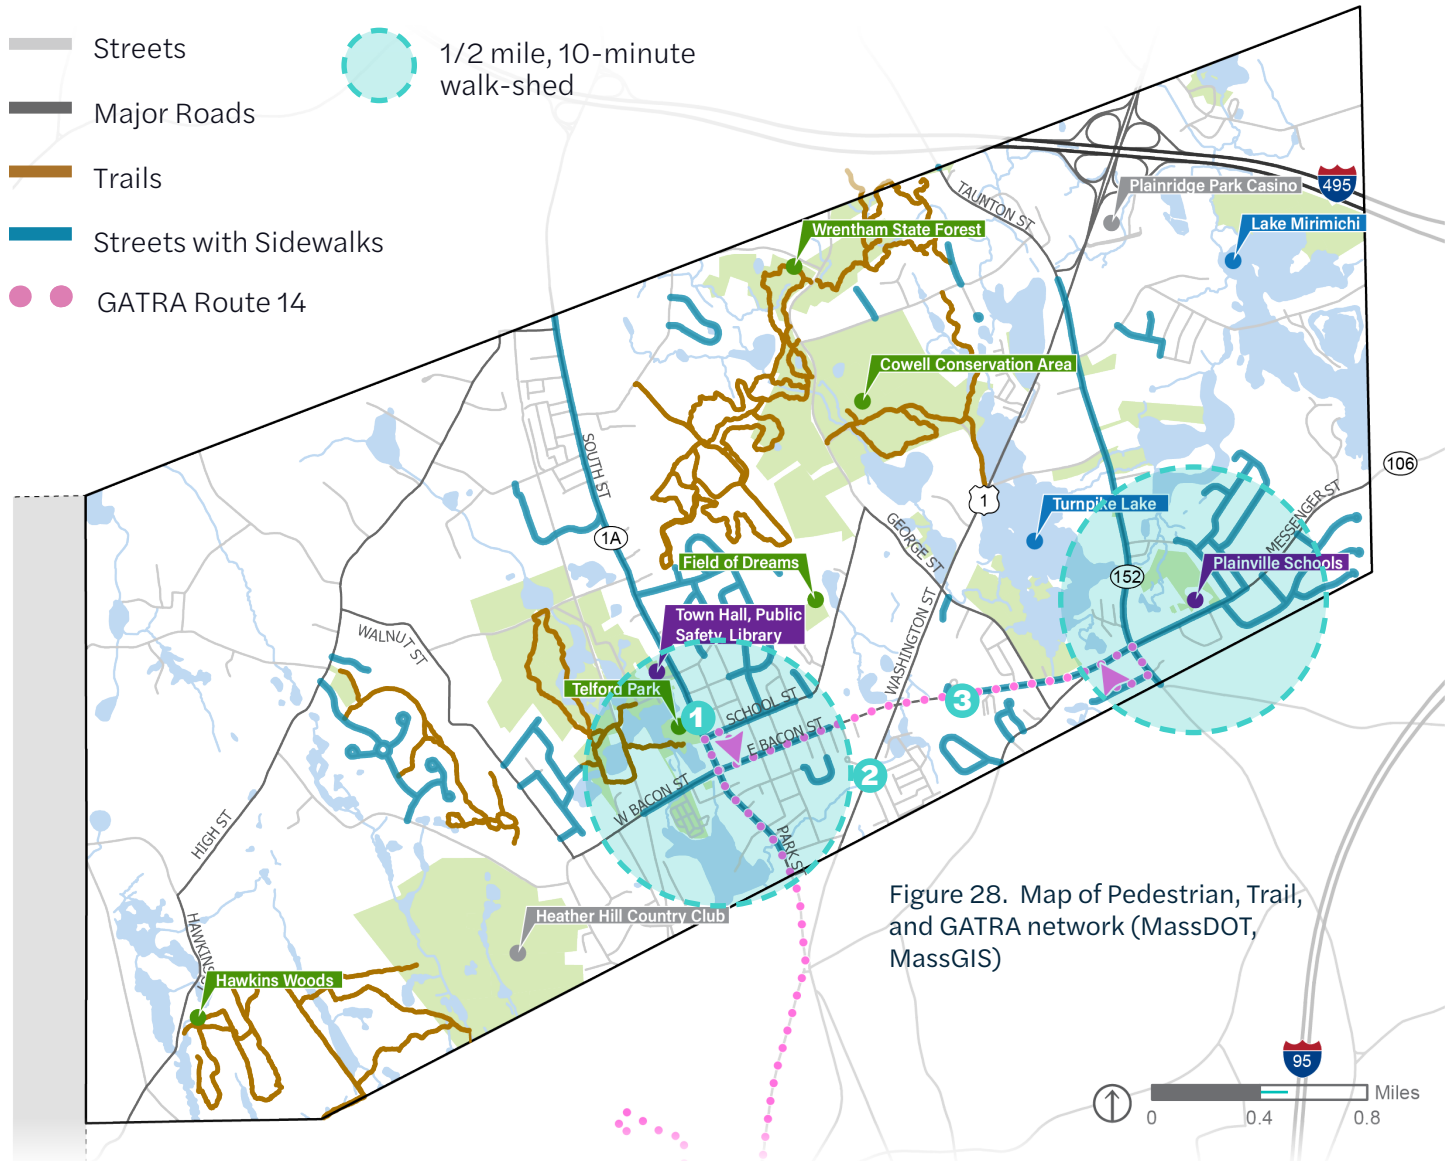 Streets
Major Roads
Trails
Streets with Sidewalks
GATRA Route 14
1/2 mile, 10-minute
walk-shed
TAUNTON ST
Plainridge Park Casino
495
Wrentham State Forest
Lake Mirimichi
Cowell Conservation Area
SOUTH ST
106
1
Turnpike Lake
MESSENGER ST
1A
GEORGE ST
Field of Dreams
152
Plainville Schools
Town Hall, Public
Safety, Library
WALNUT ST
WASHINGTON ST
Telford Park
1
SCHOOL ST
3
E BACON ST
2
W BACON ST
PARK ST
HIGH ST
Figure 28. Map of Pedestrian, Trail,
and GATRA network (MassDOT,
MassGIS)
Heather Hill Country Club
HAWKINS
Hawkins Woods
95
Miles
0
0.4
0.8